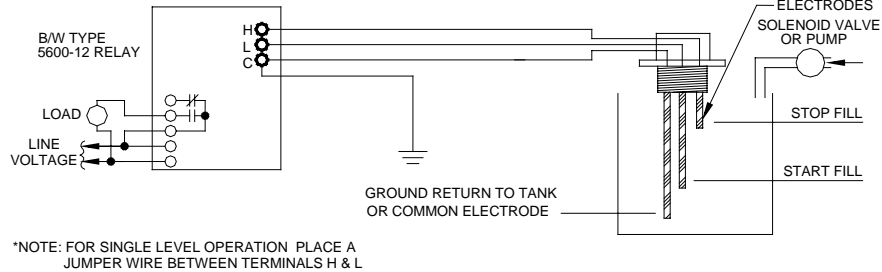 ELECTRODES
SOLENOID VALVE
OR PUMP
B/W TYPE
5600-12 RELAY
H
L
C
LOAD
LINE
VOLTAGE
STOP FILL
START FILL
GROUND RETURN TO TANK
OR COMMON ELECTRODE
*NOTE: FOR SINGLE LEVEL OPERATION PLACE A
JUMPER WIRE BETWEEN TERMINALS H & L